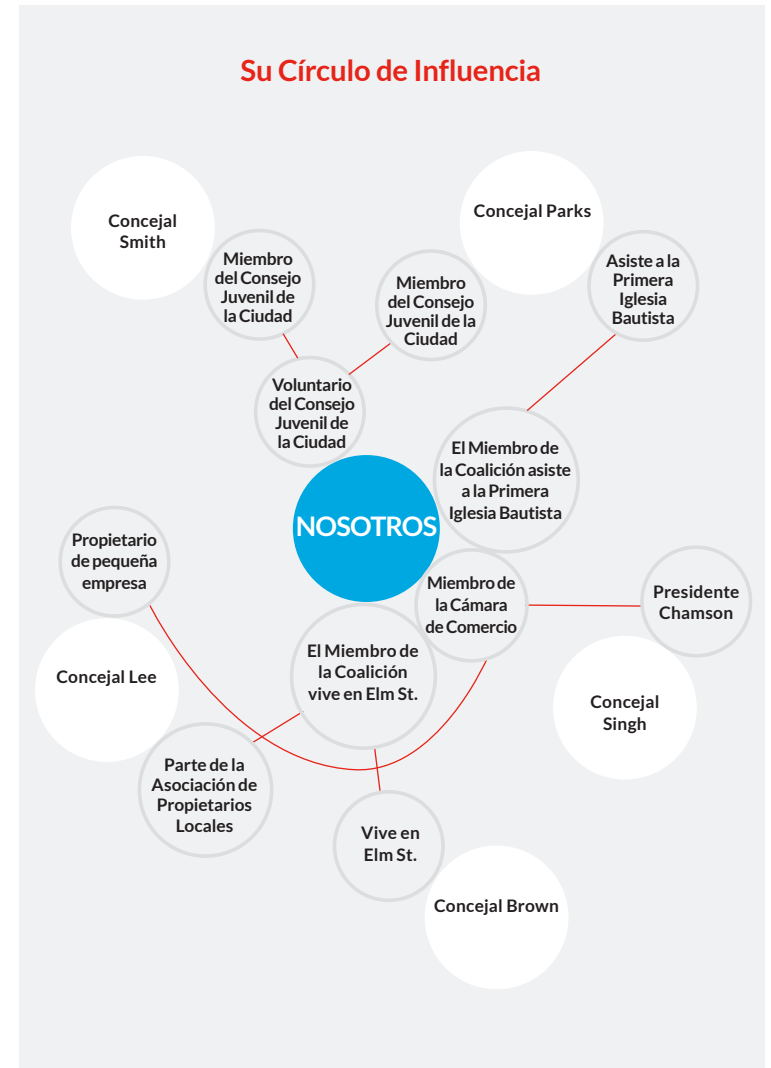 Su Círculo de Influencia
Concejal
Smith
Miembro
del Consejo
Juvenil de
la Ciudad
Miembro
del Consejo
Juvenil de la
Ciudad
Concejal Parks
Asiste a la
Primera
Iglesia
Bautista
Voluntario
del Consejo
Juvenil de
la Ciudad
El Miembro de
la Coalición asiste
a la Primera
Iglesia Bautista
NOSOTROS
Propietario
de pequeña
empresa
Miembro de
la Cámara
de Comercio
Presidente
Chamson
Concejal Lee
El Miembro de
la Coalición
vive en Elm St.
Concejal
Singh
Parte de la
Asociación de
Propietarios
Locales
Vive en
Elm St.
Concejal Brown